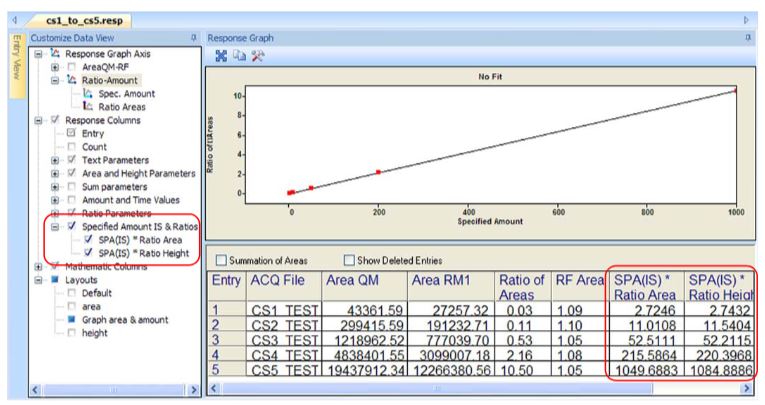 cs1_to_cs5.resp
Entry View
Customize Data View
Response Graph Axis
AreaQM-RF
Ratio-Amount
Spec. Amount
Ratio Areas
Response Columns
Entry
Count
Text Parameters
Area and Height Parameters
Sum parameters
Amount and Time Values
Ratio Parameters
Specified Amount IS & Ratios
SPA(IS) * Ratio Area
SPA(IS) * Ratio Height
Mathematic Columns
Layouts
Default
area
Graph area & amount
height
Response Graph
No Fit
10
8
6
4
2
0
0 200 400 600 800 1000
Specified Amount
Summation of Areas Show Deleted Entries
Entry ACQ File Area QM Area RM1 Ratio of Areas RF Area SPA(IS) * Ratio Area SPA(IS) * Ratio Heigh
1 CS1_TEST 43361.59 27257.32 0.03 1.09 2.7246 2.7432
2 CS2_TEST 299415.59 191232.71 0.11 1.10 11.0108 11.5404
3 CS3_TEST 1218962.52 777039.70 0.53 1.05 52.5111 52.2115
4 CS4_TEST 4838401.55 3099007.18 2.16 1.08 215.5864 220.3968
5 CS5_TEST 19437912.34 12266380.56 10.50 1.05 1049.6883 1084.8886